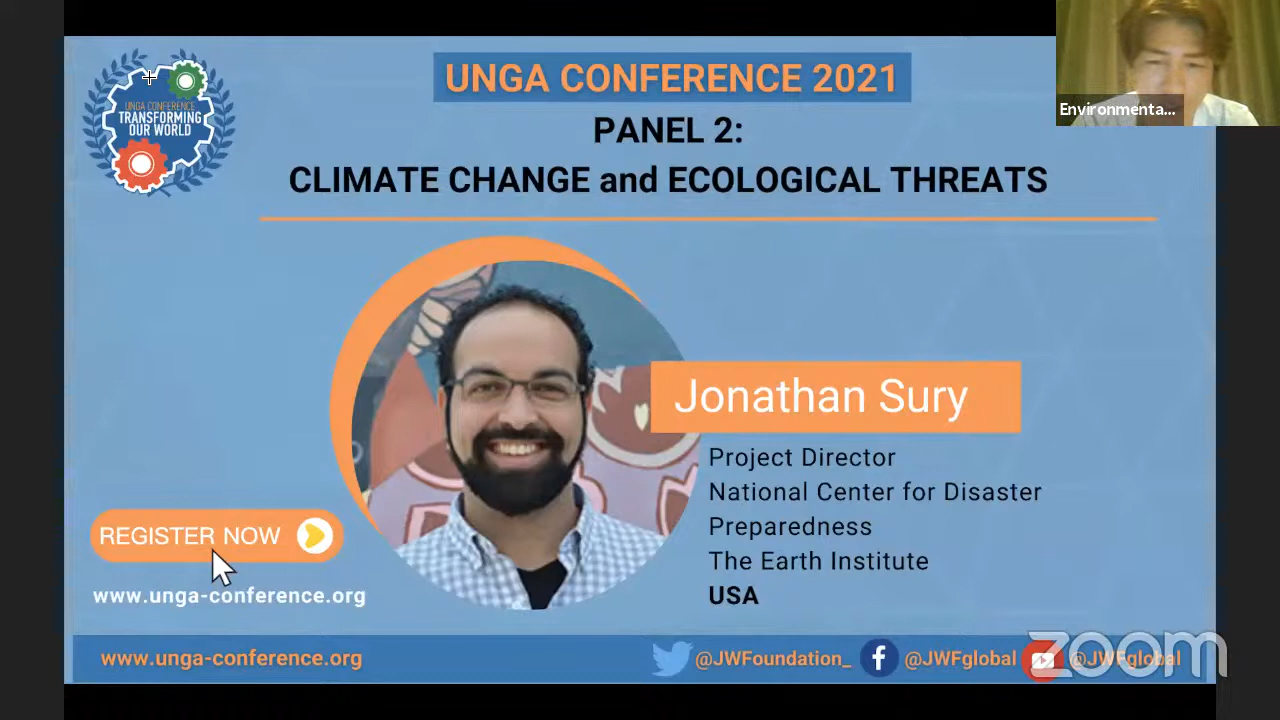 UNGA CONFERENCE
TRANSFORMING
OUR WORLD
UNGA CONFERENCE 2021
PANEL 2:
CLIMATE CHANGE and ECOLOGICAL THREATS
Environmenta...
Jonathan Sury
Project Director
National Center for Disaster
Preparedness
The Earth Institute
USA
REGISTER NOW
www.unga-conference.org
www.unga-conference.org
@JWFoundation_
@JWFglobal
@JWFglobal
zoom